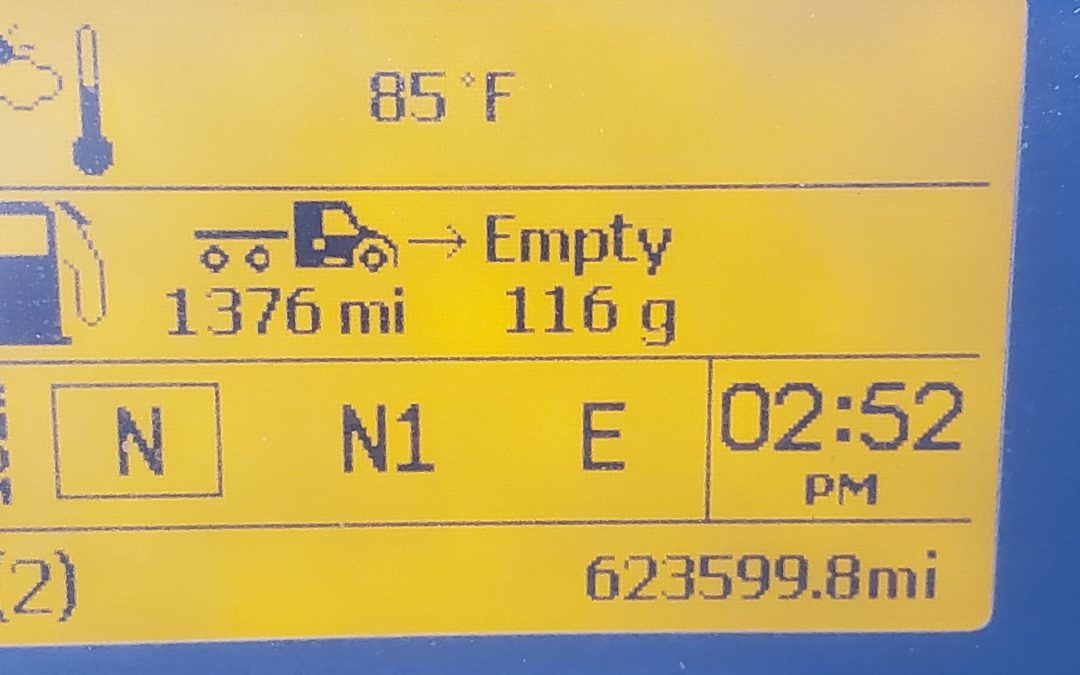 85°F
→ Empty
1376 mi 116 g
N N1 E 02:52
PM
(2) 623599.8mi